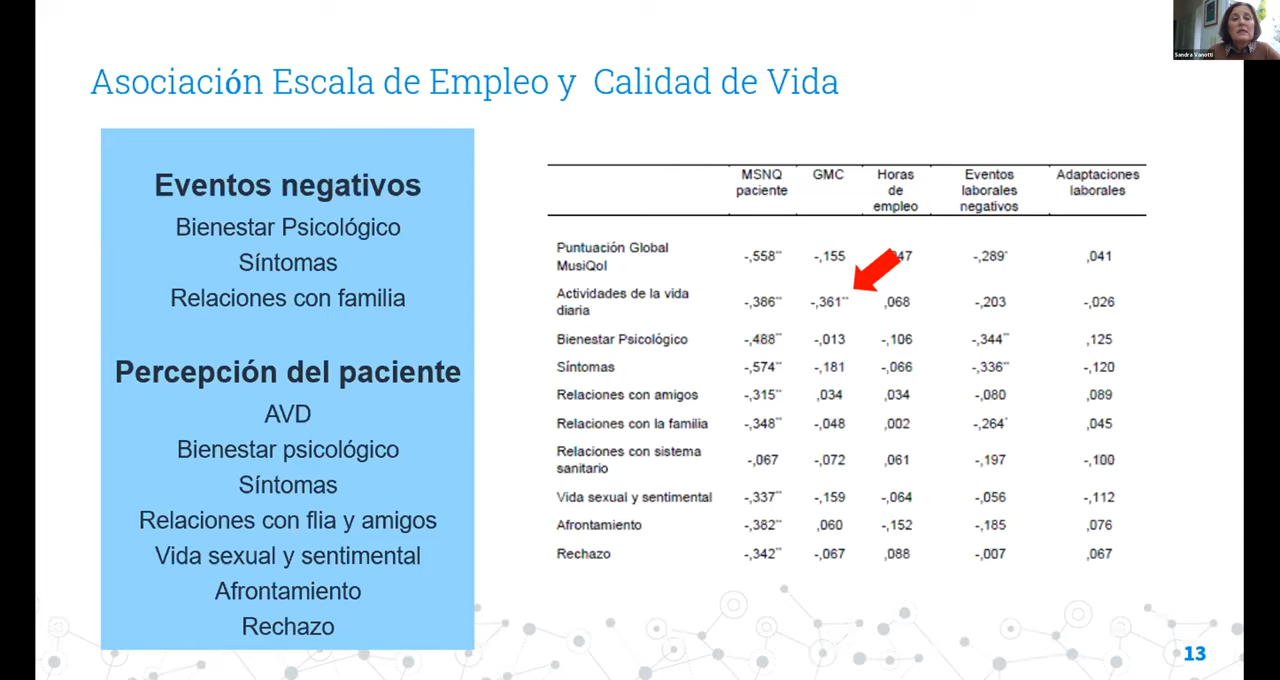 Sandra Vanotti
Asociación Escala de Empleo y Calidad de Vida
Eventos negativos
Bienestar Psicológico
Síntomas
Relaciones con familia
Percepción del paciente
AVD
Bienestar psicológico
Síntomas
Relaciones con flia y amigos
Vida sexual y sentimental
Afrontamiento
Rechazo
MSNQ paciente GMC Horas de empleo Eventos laborales negativos Adaptaciones laborales
Puntuación Global MusiQol -,558** -,155 47 -,289* ,041
Actividades de la vida diaria -,386** -,361** ,068 -,203 -,026
Bienestar Psicológico -,488** -,013 -,106 -,344** ,125
Síntomas -,574** -,181 -,066 -,336** -,120
Relaciones con amigos -,315** ,034 ,034 -,080 ,089
Relaciones con la familia -,348** -,048 ,002 -,264* ,045
Relaciones con sistema sanitario -,067 -,072 ,061 -,197 -,100
Vida sexual y sentimental -,337** -,159 -,064 -,056 -,112
Afrontamiento -,382** ,060 -,152 -,185 ,076
Rechazo -,342** -,067 ,088 -,007 ,067
13